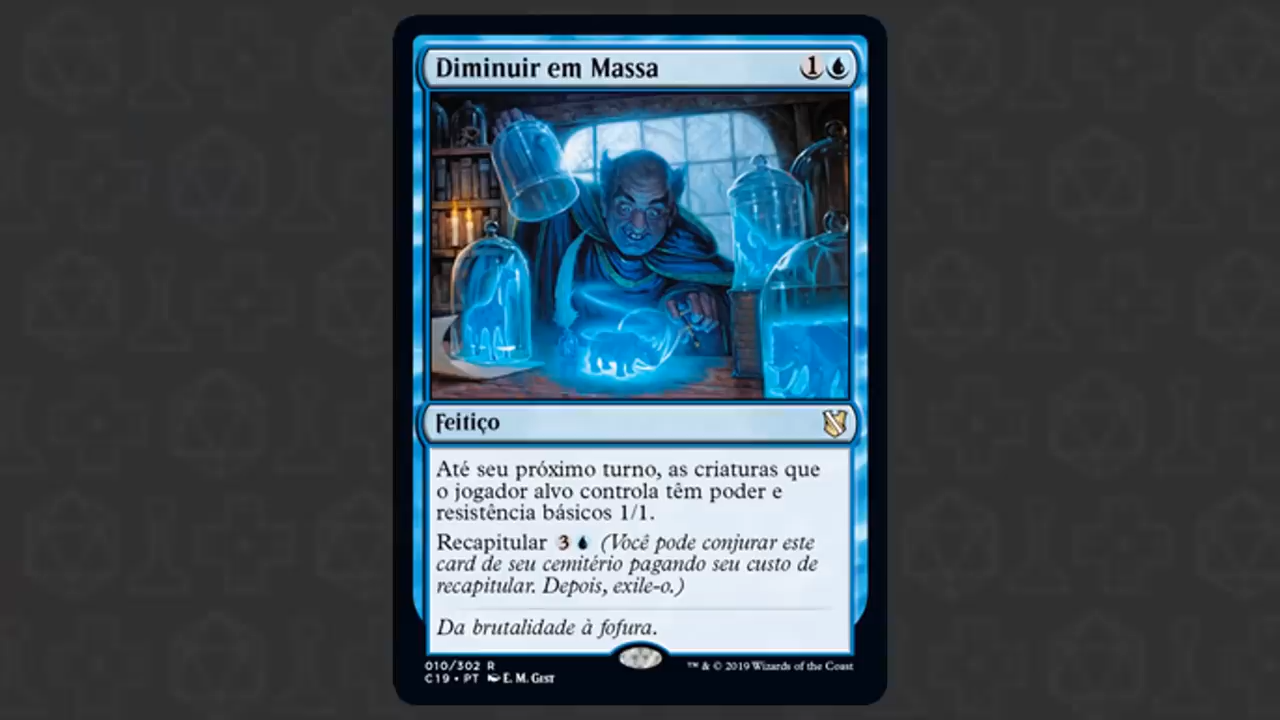 Diminuir em Massa 1
Feitiço
Até seu próximo turno, as criaturas que
o jogador alvo controla têm poder e
resistência básicos 1/1.
Recapitular 3 (Você pode conjurar este
card de seu cemitério pagando seu custo de
recapitular. Depois, exile-o.)
Da brutalidade à fofura.
010/302 R
™ & © 2019 Wizards of the Coast
C19 • PT E. M. Gist